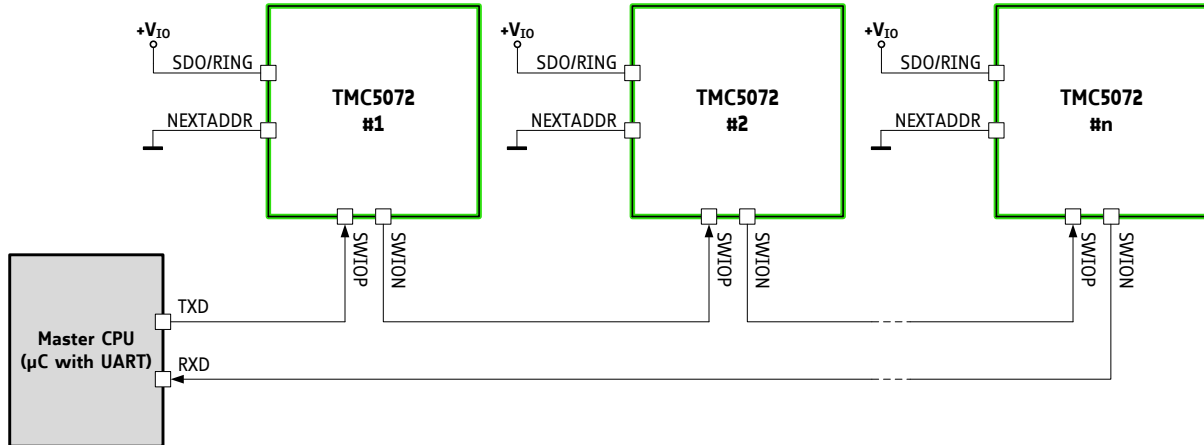 +VIO
+VIO
+VIO
SDO/RING
SDO/RING
SDO/RING
TMC5072
#1
TMC5072
#2
TMC5072
#n
NEXTADDR
NEXTADDR
NEXTADDR
SWIOP
SWION
SWIOP
SWION
SWIOP
SWION
TXD
Master CPU
(µC with UART)
RXD